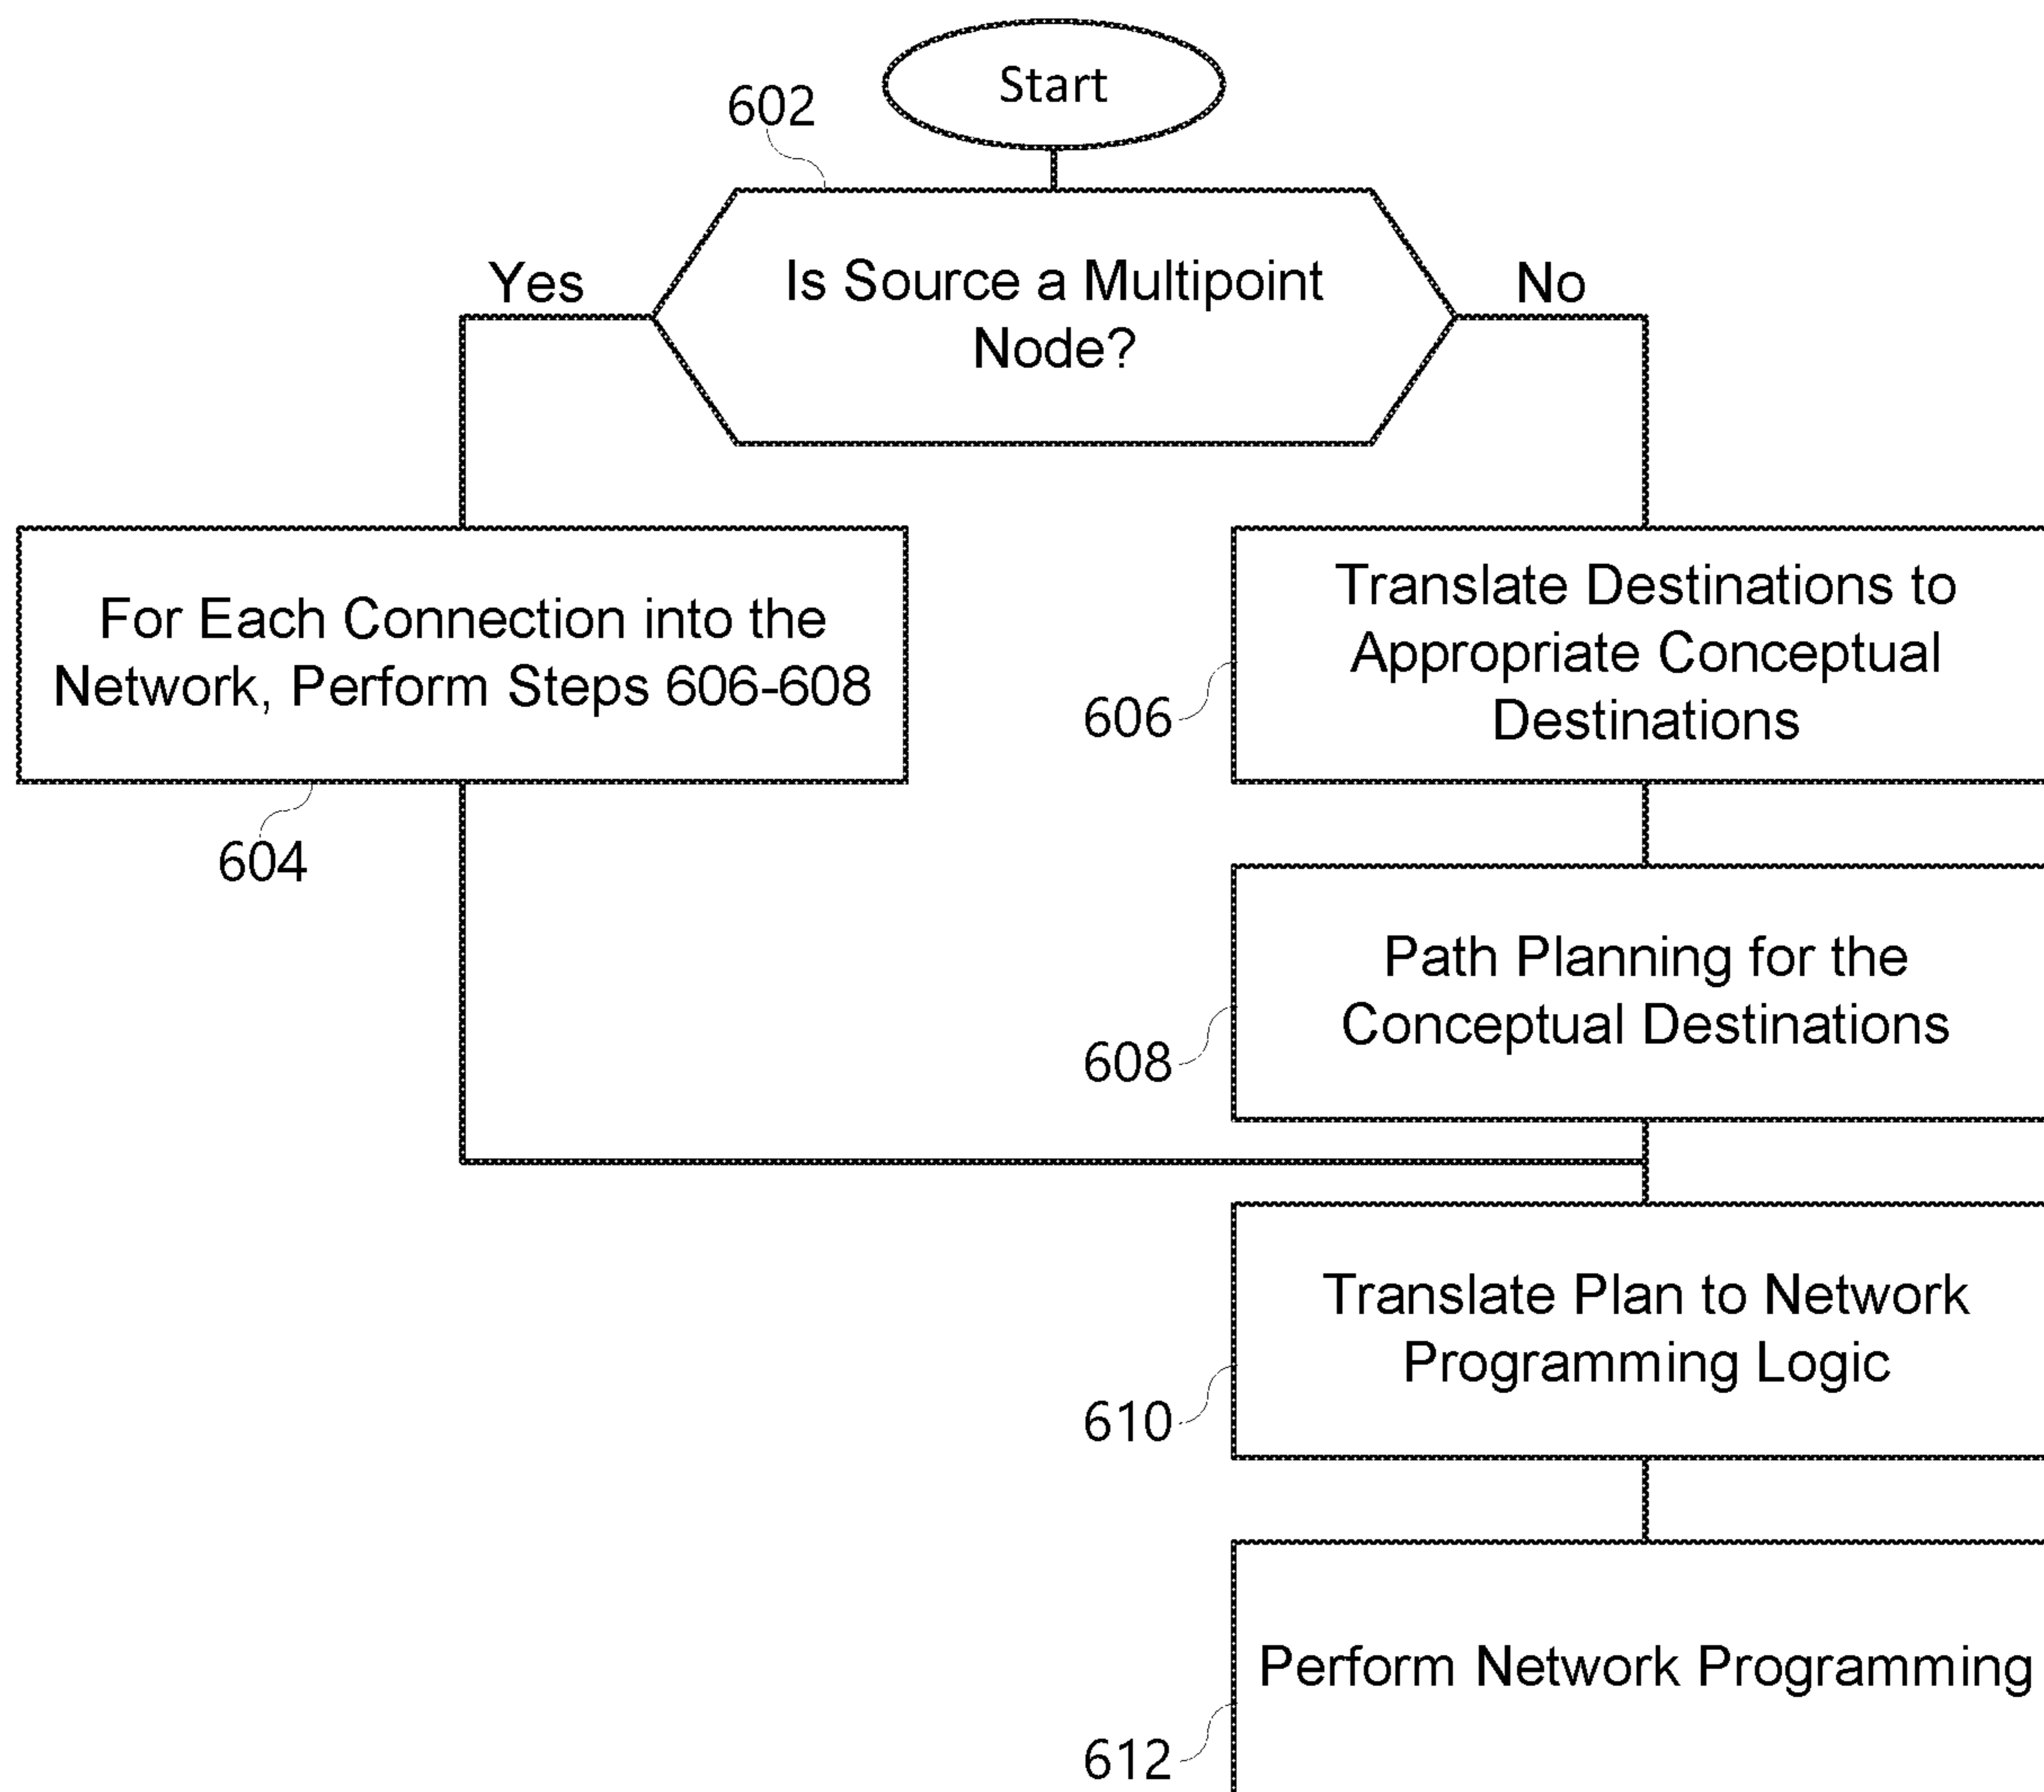 Start
602
Yes
Is Source a Multipoint
Node?
No
For Each Connection into the
Network, Perform Steps 606-608
604
Translate Destinations to
Appropriate Conceptual
Destinations
606
Path Planning for the
Conceptual Destinations
608
Translate Plan to Network
Programming Logic
610
Perform Network Programming
612